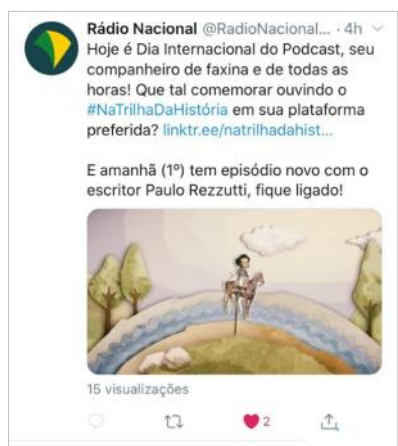 Rádio Nacional @RadioNacional... · 4h
Hoje é Dia Internacional do Podcast, seu
companheiro de faxina e de todas as
horas! Que tal comemorar ouvindo o
#NaTrilhaDaHistória em sua plataforma
preferida? linktr.ee/natrilhadahist...
E amanhã (1º) tem episódio novo com o
escritor Paulo Rezzutti, fique ligado!
15 visualizações
2